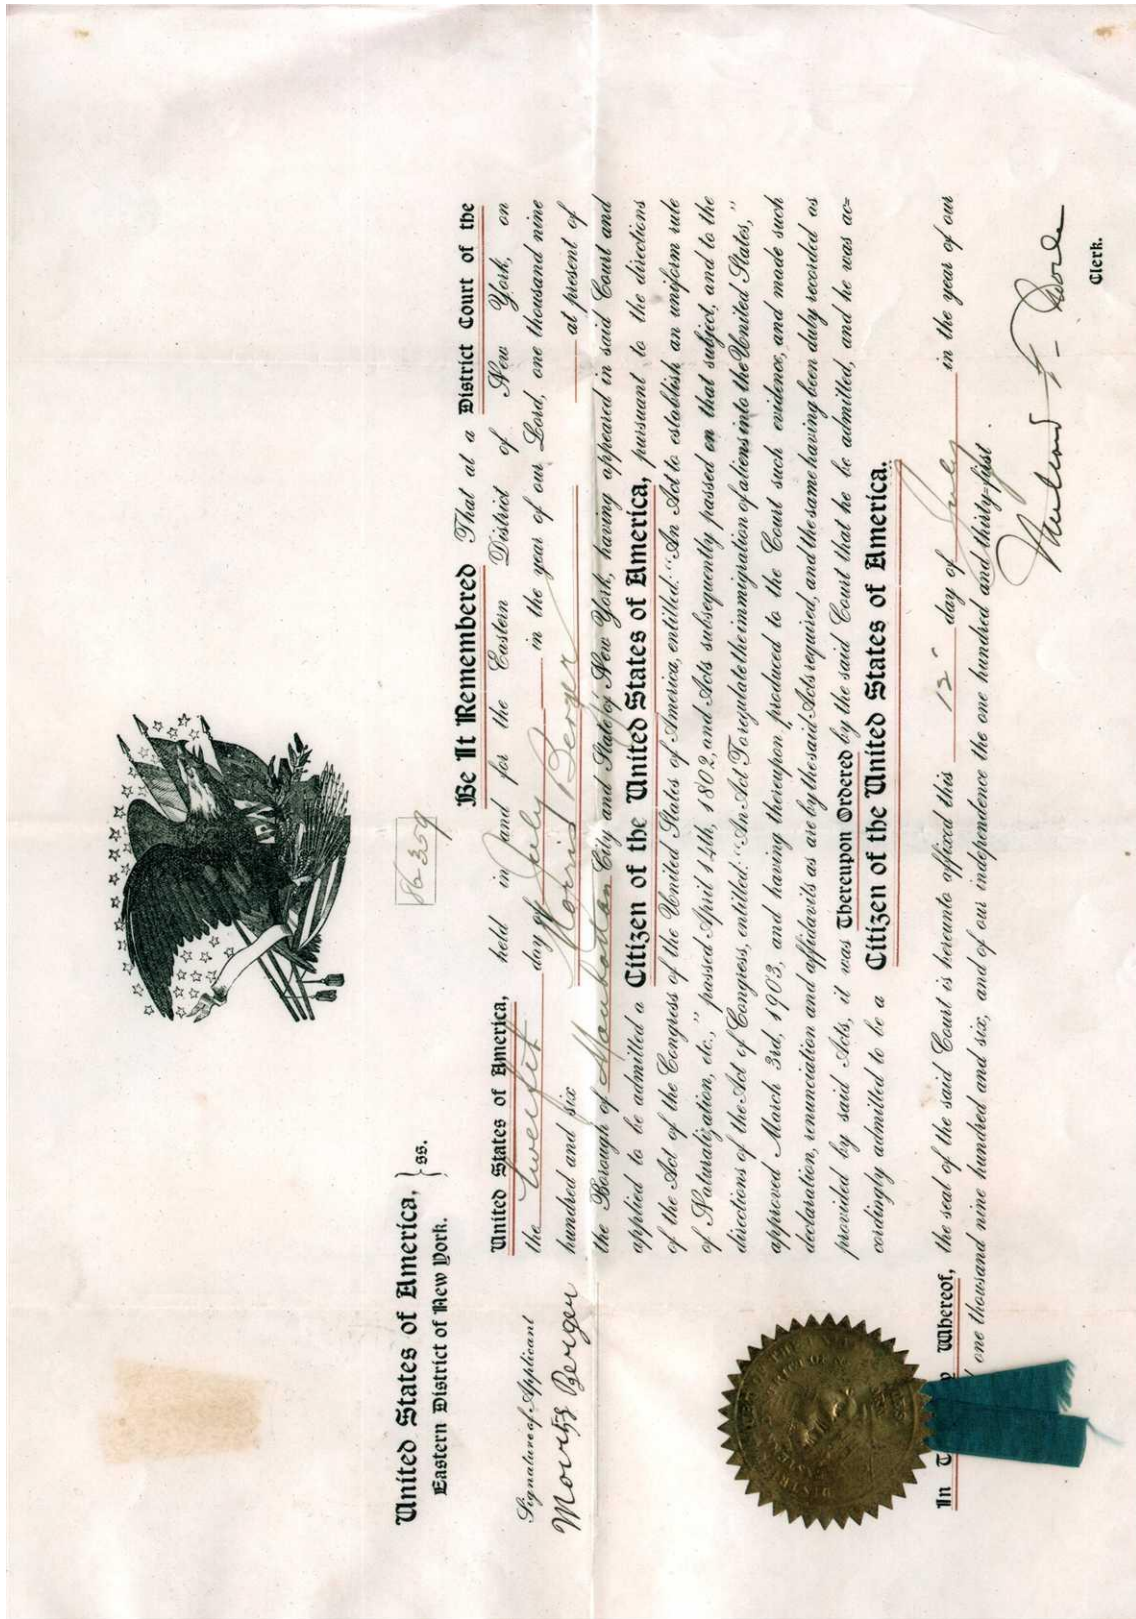 86359
United States of America, } ss.
Eastern District of New York.
Be It Remembered That at a District Court of the
United States of America, held in and for the Eastern District of New York, on
the twelfth day of July in the year of our Lord, one thousand nine
hundred and six Morris Berger at present of
the Borough of Manhattan City and State of New York, having appeared in said Court and
applied to be admitted a Citizen of the United States of America, pursuant to the directions
of the Act of the Congress of the United States of America, entitled: "An Act to establish an uniform rule
of Naturalization, etc.," passed April 14th, 1802, and Acts subsequently passed on that subject, and to the
directions of the Act of Congress, entitled: "An Act To regulate the immigration of aliens into the United States,"
approved March 3rd, 1903, and having thereupon produced to the Court such evidence, and made such
declaration, renunciation and affidavits as are by the said Acts required, and the same having been duly recorded as
provided by said Acts, it was Thereupon Ordered by the said Court that he be admitted, and he was ac=
cordingly admitted to be a Citizen of the United States of America.
Signature of Applicant
Morris Berger
In Whereof, the seal of the said Court is hereunto affixed this 12" day of July in the year of our
one thousand nine hundred and six, and of our independence the one hundred and thirty-first.
Clerk.